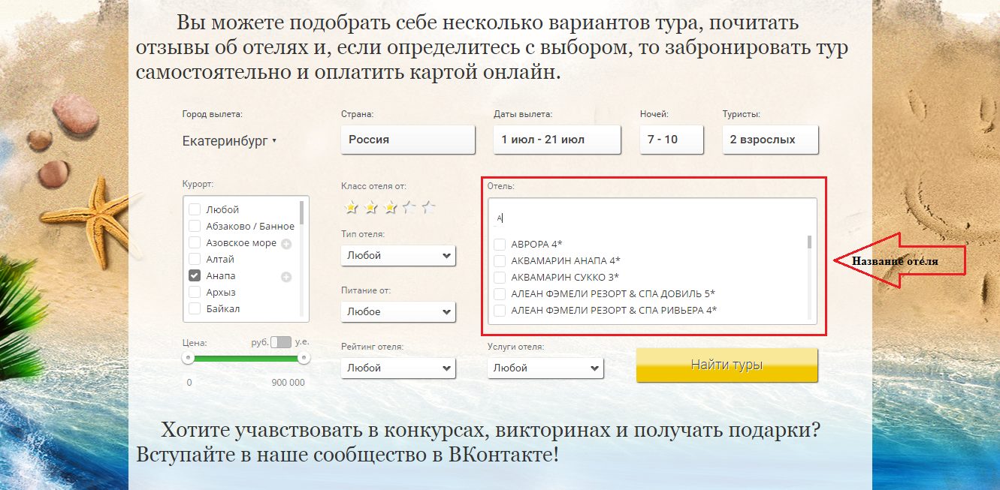 Вы можете подобрать себе несколько вариантов тура, почитать
отзывы об отелях и, если определитесь с выбором, то забронировать тур
самостоятельно и оплатить картой онлайн.
Город вылета:
Екатеринбург
Страна:
Россия
Даты вылета:
1 июл - 21 июл
Ночей:
7 - 10
Туристы:
2 взрослых
Курорт:
Любой
Абзаково / Банное
Азовское море
Алтай
Анапа
Архыз
Байкал
Цена:
руб.
у.е.
0
900 000
Класс отеля от:
Тип отеля:
Любой
Питание от:
Любое
Рейтинг отеля:
Любой
Отель:
А
АВРОРА 4*
АКВАМАРИН АНАПА 4*
АКВАМАРИН СУККО 3*
АЛЕАН ФЭМЕЛИ РЕЗОРТ & СПА ДОВИЛЬ 5*
АЛЕАН ФЭМЕЛИ РЕЗОРТ & СПА РИВЬЕРА 4*
Название отеля
Услуги отеля:
Любой
Найти туры
Хотите учавствовать в конкурсах, викторинах и получать подарки?
Вступайте в наше сообщество в ВКонтакте!